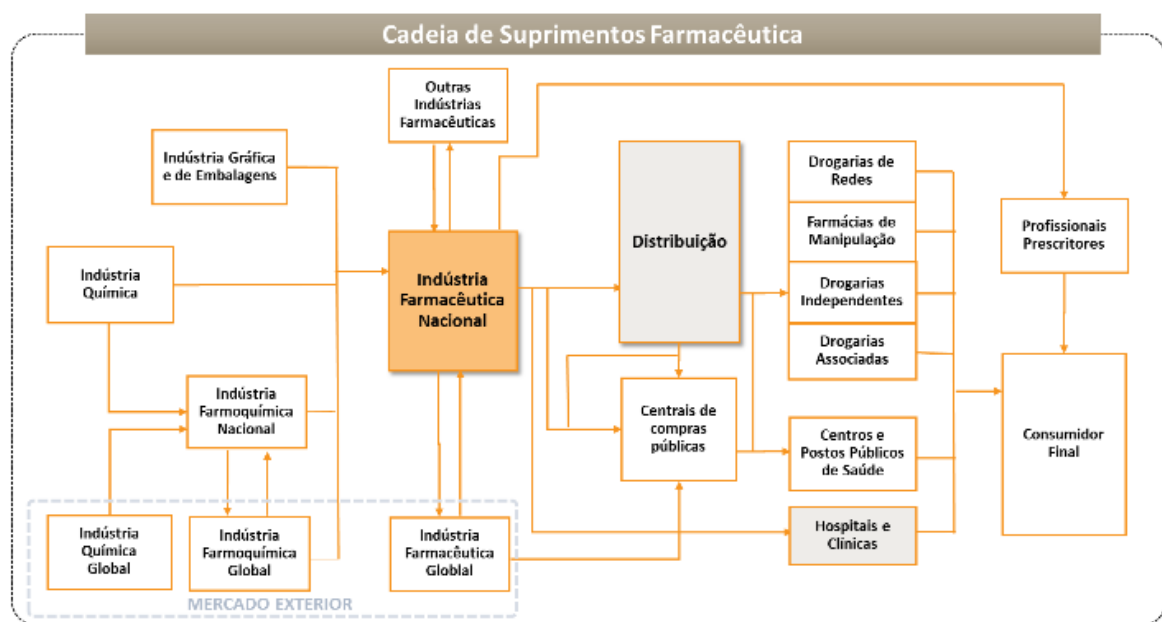 Cadeia de Suprimentos Farmacêutica
Outras
Indústrias
Farmacêuticas
Indústria Gráfica
e de Embalagens
Drogarias de
Redes
Distribuição
Farmácias de
Manipulação
Profissionais
Prescritores
Indústria
Química
Indústria
Farmacêutica
Nacional
Drogarias
Independentes
Drogarias
Associadas
Indústria
Farmoquímica
Nacional
Centrais de
compras
públicas
Centros e
Postos Públicos
de Saúde
Consumidor
Final
Indústria
Química
Global
Indústria
Farmoquímica
Global
Indústria
Farmacêutica
Globlal
Hospitais e
Clínicas
MERCADO EXTERIOR